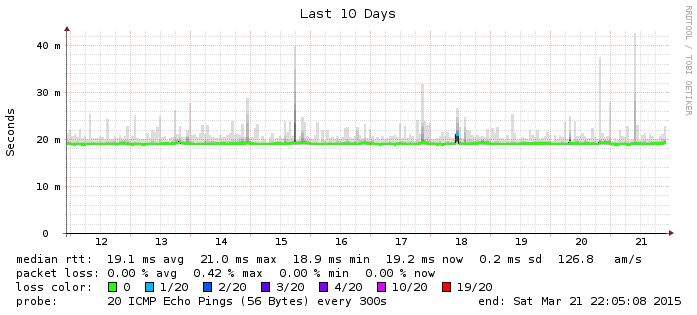 Last 10 Days
RRDTOOL / TOBI OETIKER
Seconds
40 m
30 m
20 m
10 m
0
12 13 14 15 16 17 18 19 20 21
median rtt: 19.1 ms avg 21.0 ms max 18.9 ms min 19.2 ms now 0.2 ms sd 126.8 am/s
packet loss: 0.00 % avg 0.42 % max 0.00 % min 0.00 % now
loss color: 0 1/20 2/20 3/20 4/20 10/20 19/20
probe: 20 ICMP Echo Pings (56 Bytes) every 300s end: Sat Mar 21 22:05:08 2015